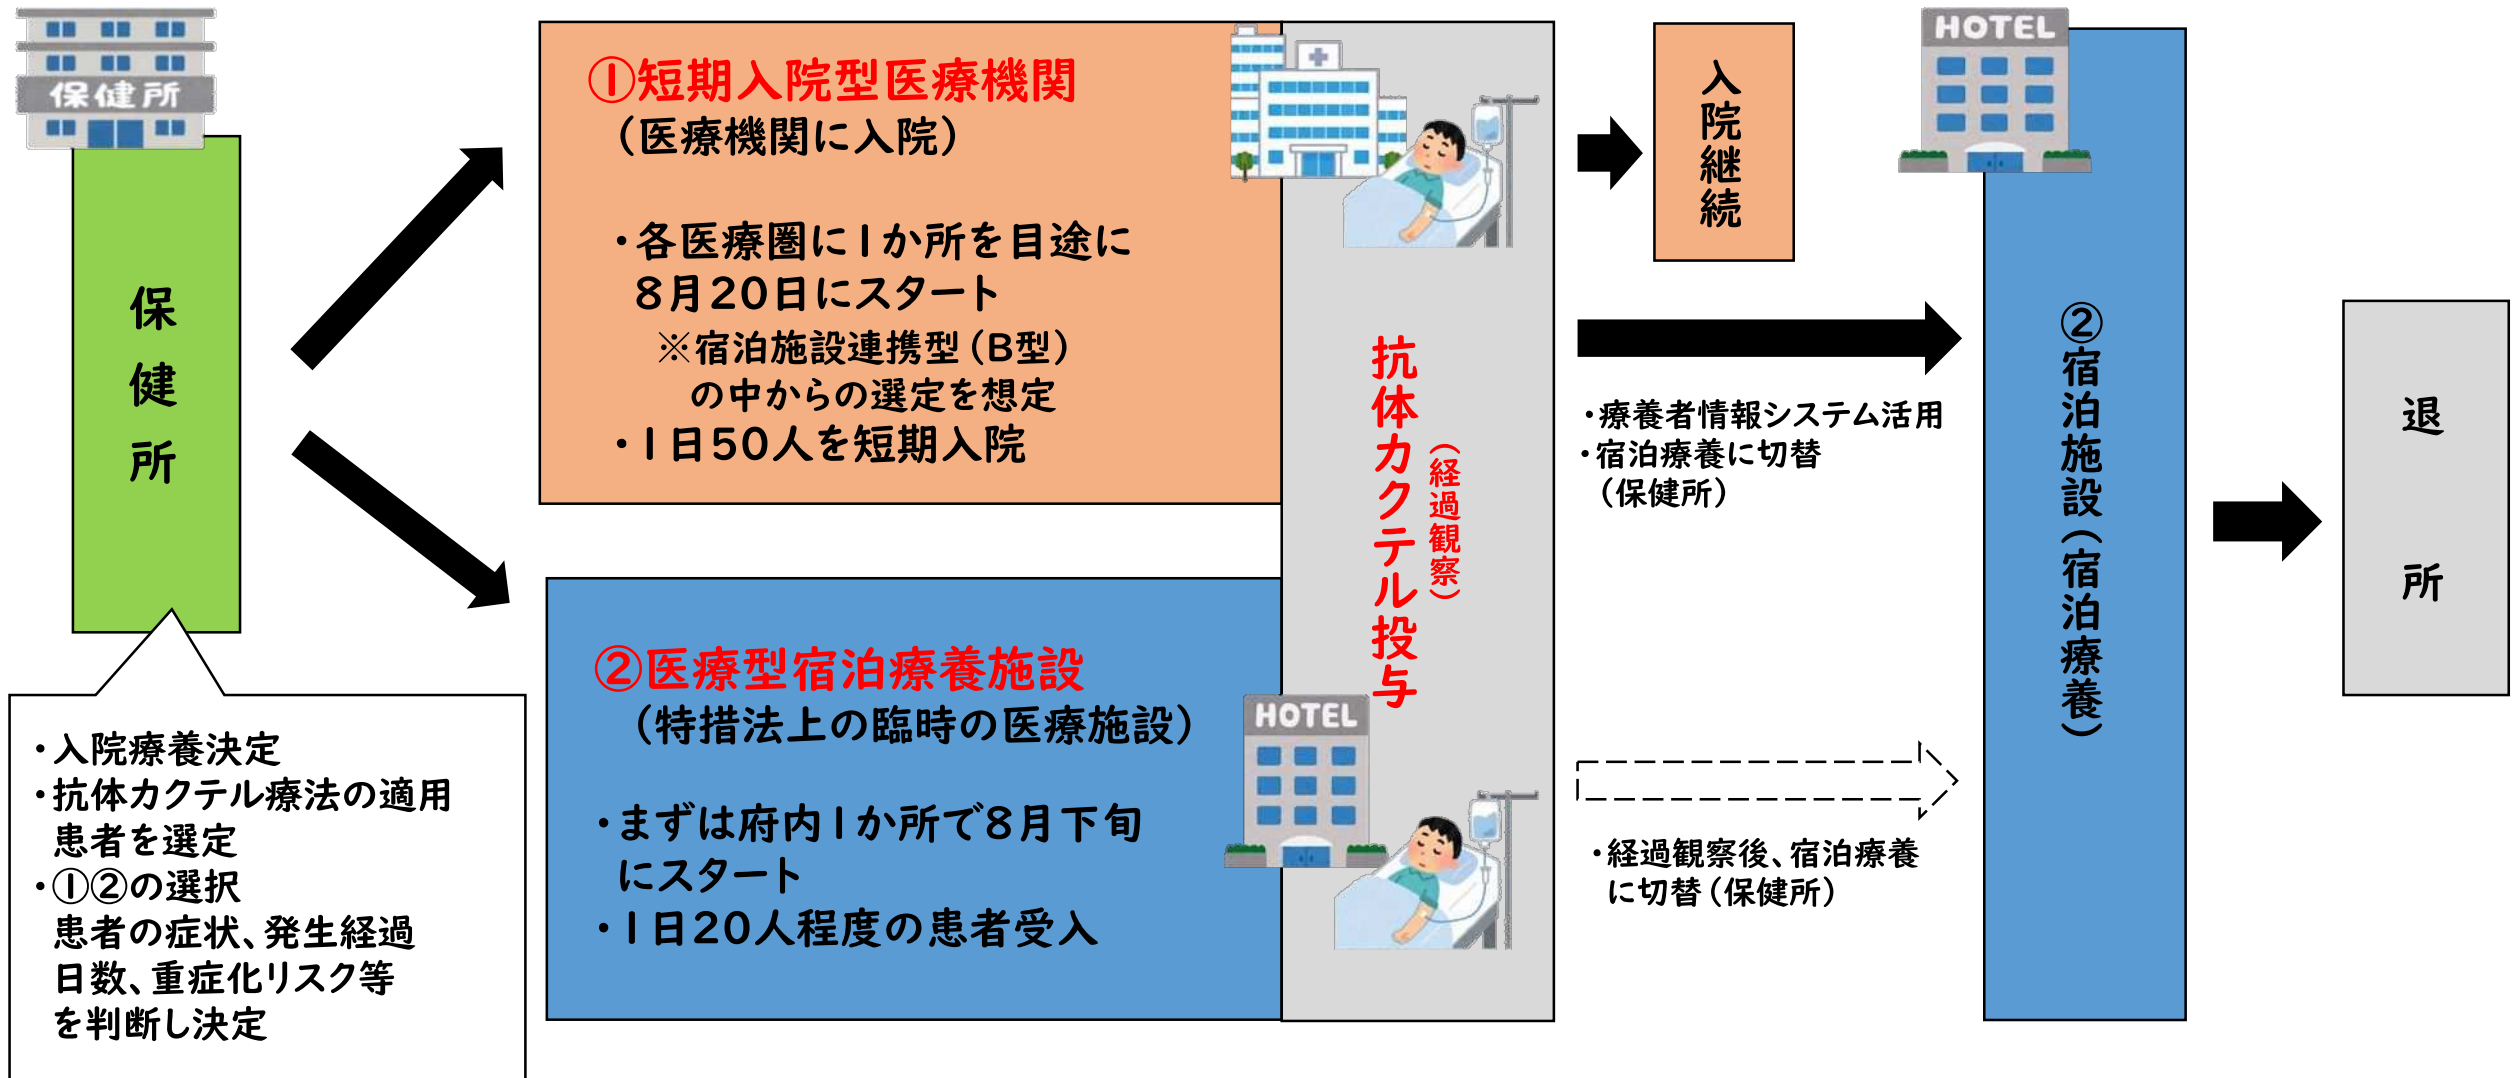 保健所
保健所
・入院療養決定
・抗体カクテル療法の適用
患者を選定
・①②の選択
患者の症状、発生経過
日数、重症化リスク等
を判断し決定
①短期入院型医療機関
（医療機関に入院）
・各医療圏に1か所を目途に
8月20日にスタート
※宿泊施設連携型（B型）
の中からの選定を想定
・1日50人を短期入院
②医療型宿泊療養施設
（特措法上の臨時の医療施設）
・まずは府内1か所で8月下旬
にスタート
・1日20人程度の患者受入
HOTEL
抗体カクテル投与
（経過観察）
入院継続
・療養者情報システム活用
・宿泊療養に切替
（保健所）
・経過観察後、宿泊療養
に切替（保健所）
HOTEL
②宿泊施設（宿泊療養）
退所